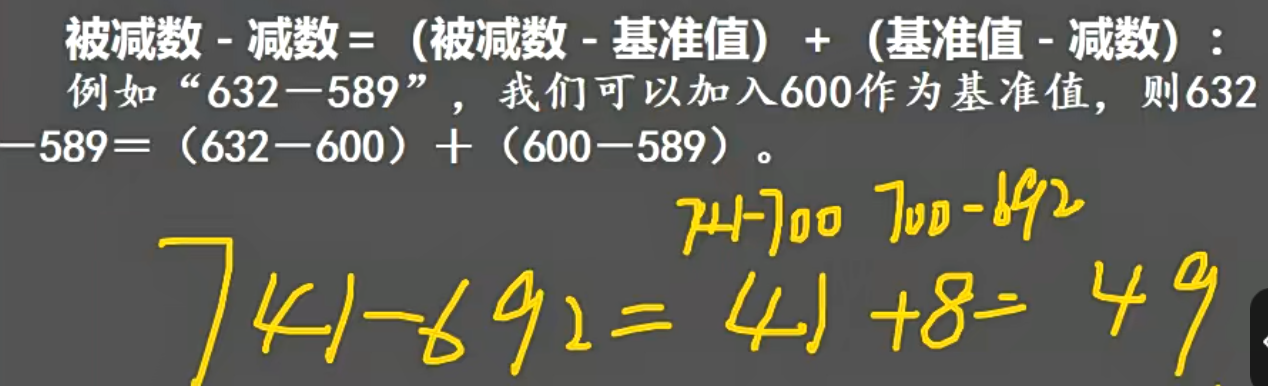 被减数 - 减数 = （被减数 - 基准值）+（基准值 - 减数）：
例如“632－589”，我们可以加入600作为基准值，则632
－589＝（632－600）＋（600－589）。
741-700 700-692
741-692=41+8=49